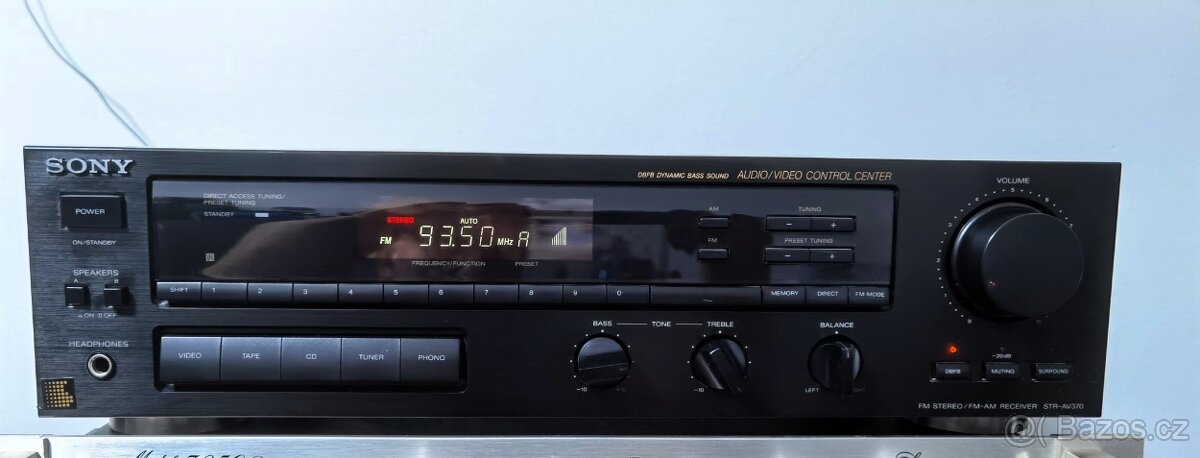 SONY
DBFB DYNAMIC BASS SOUND AUDIO/VIDEO CONTROL CENTER
VOLUME
POWER
ON/STANDBY
DIRECT ACCESS TUNING/
PRESET TUNING
STANDBY
STEREO AUTO
FM 93.50 MHz A
FREQUENCY/FUNCTION PRESET
AM
FM
TUNING
− +
PRESET TUNING
− +
SPEAKERS
A B
SHIFT 1 2 3 4 5 6 7 8 9 0
MEMORY DIRECT FM MODE
HEADPHONES
VIDEO TAPE CD TUNER PHONO
BASS TONE TREBLE
-10
-10
BALANCE
LEFT
-20dB
DBFB MUTING SURROUND
FM STEREO/FM-AM RECEIVER STR-AV370
Bazos.cz